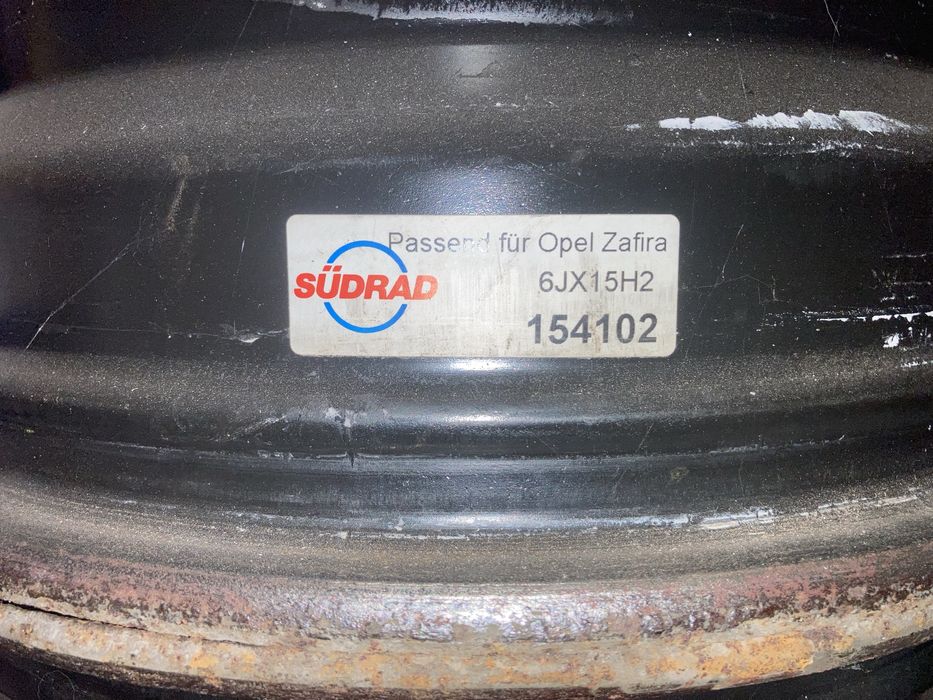 Passend für Opel Zafira
SÜDRAD
6JX15H2
154102